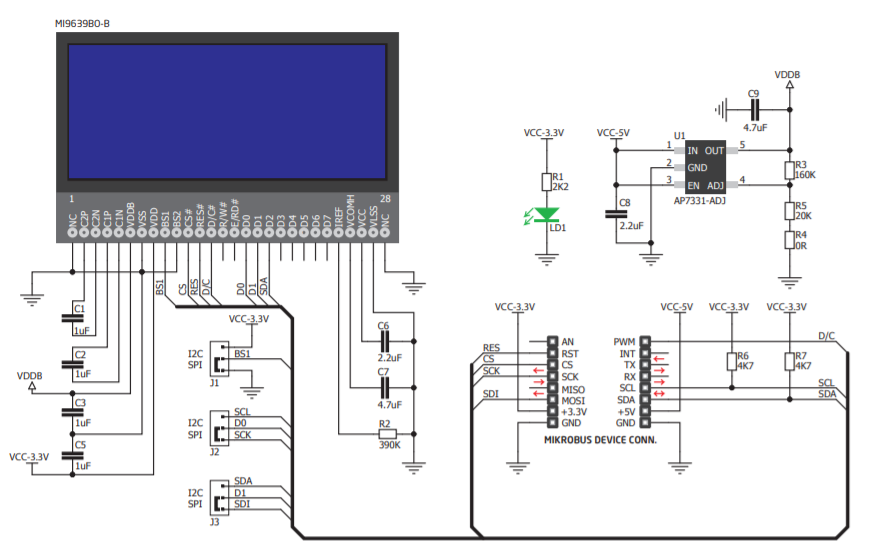 MI9639BO-B
1 28
NC C2P C2N C1P C1N VDDB VSS VDD BS1 BS2 CS# RES# D/C# R/W# E/RD# D0 D1 D2 D3 D4 D5 D6 D7 IREF VCOMH VCC VLSS NC
BS1 CS RES D/C D0 D1 SDA
C1
1uF
C2
1uF
VDDB
C3
1uF
VCC-3.3V
C5
1uF
VCC-3.3V
I2C
SPI
BS1
J1
I2C
SPI
SCL
D0
SCK
J2
I2C
SPI
SDA
D1
SDI
J3
C6
2.2uF
C7
4.7uF
R2
390K
VCC-3.3V
R1
2K2
LD1
VCC-5V
C8
2.2uF
U1
1 IN OUT 5
2 GND
3 EN ADJ 4
AP7331-ADJ
VDDB
C9
4.7uF
R3
160K
R5
20K
R4
0R
VCC-3.3V VCC-5V VCC-3.3V VCC-3.3V
RES
CS
SCK
SDI
AN
RST
CS
SCK
MISO
MOSI
+3.3V
GND
PWM
INT
TX
RX
SCL
SDA
+5V
GND
R6
4K7
R7
4K7
D/C
SCL
SDA
MIKROBUS DEVICE CONN.